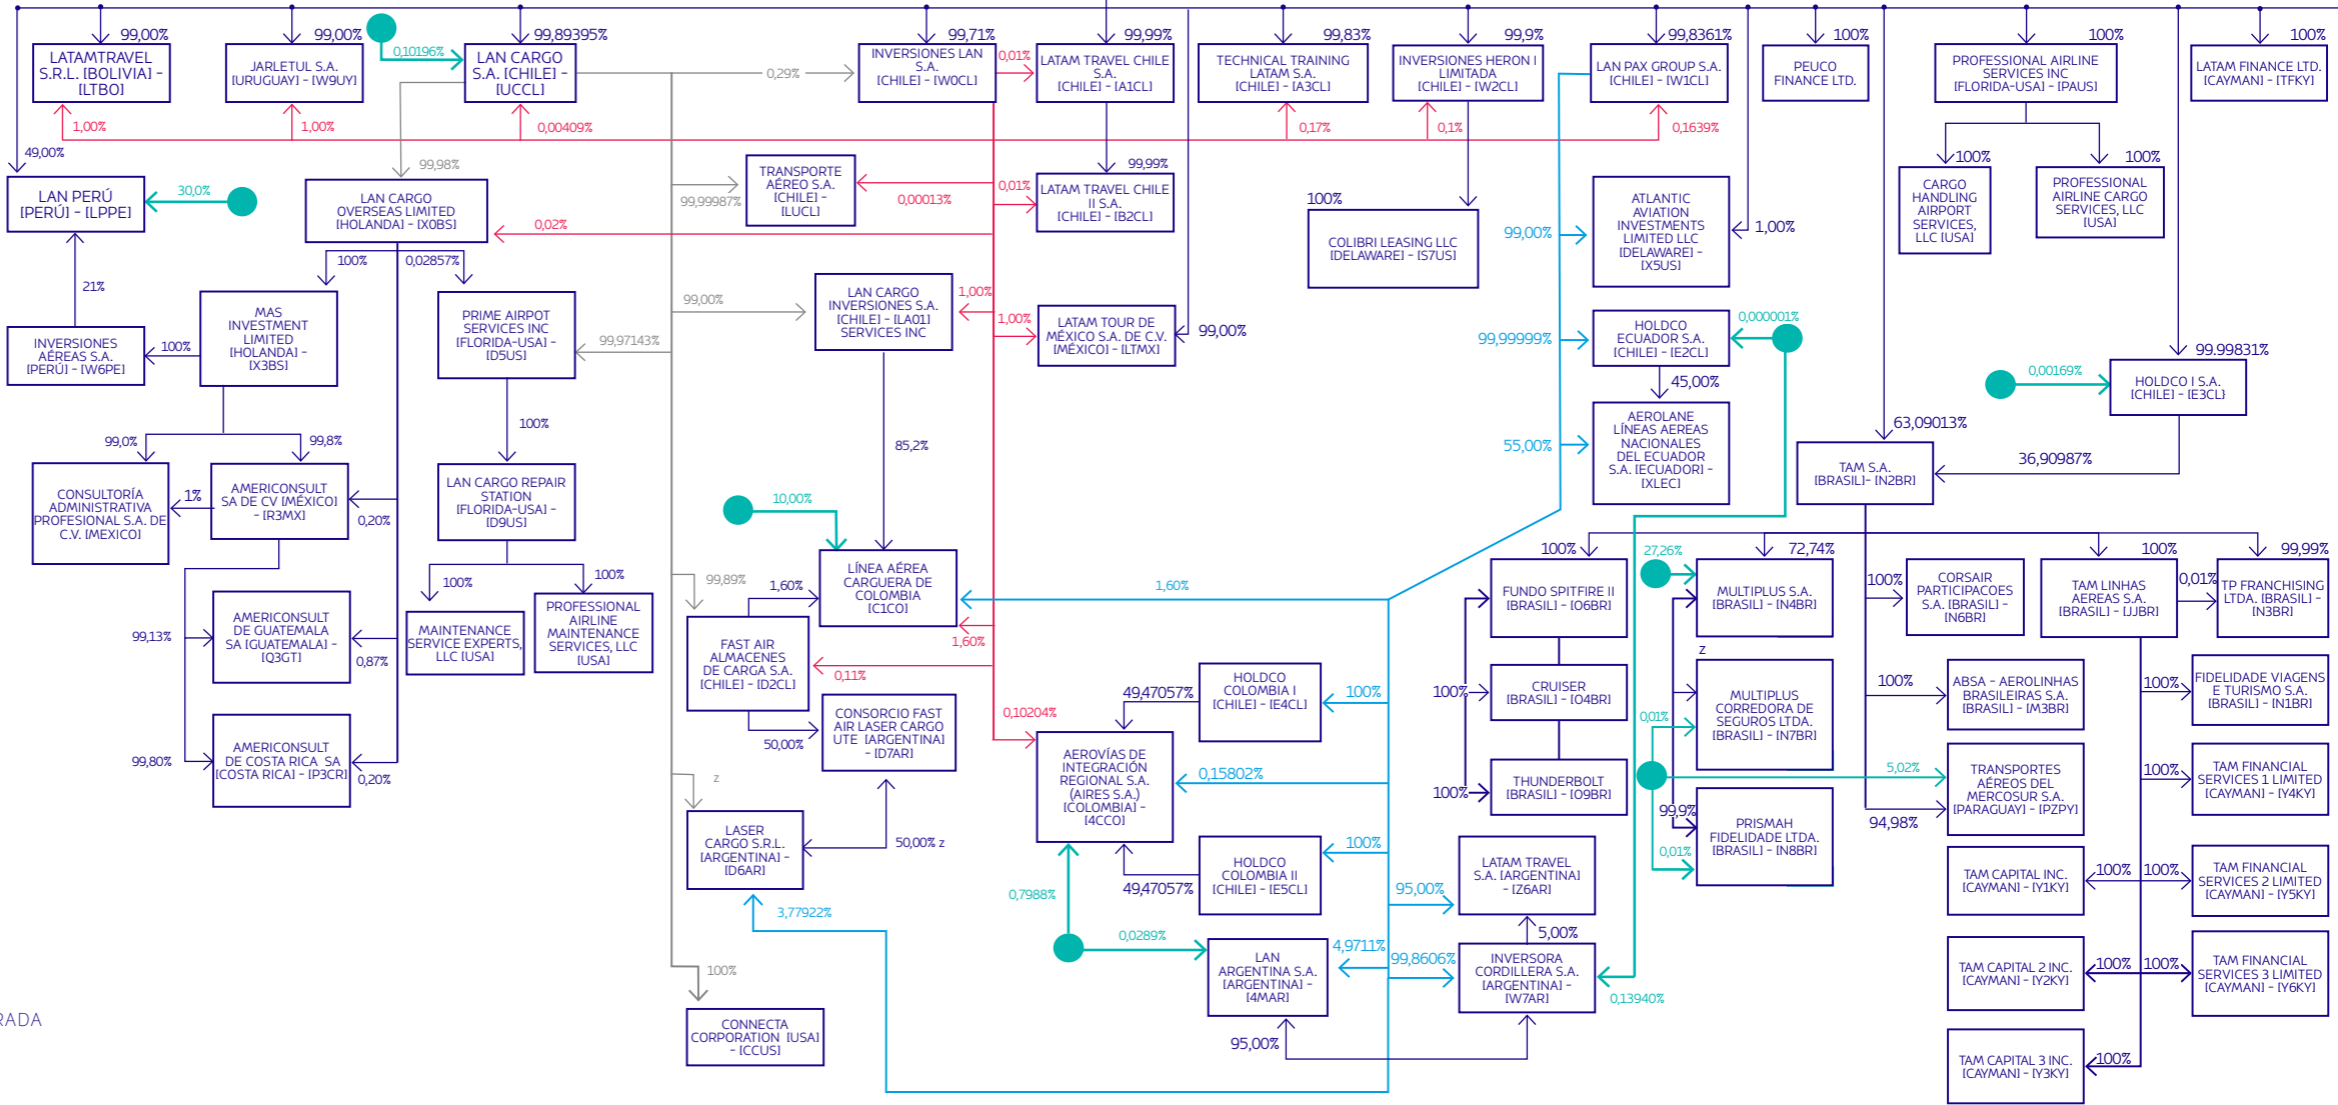 99,00%
99,00%
99,89395%
99,71%
99,99%
99,83%
99,9%
99,8361%
100%
100%
100%
LATAMTRAVEL
S.R.L. [BOLIVIA] -
[LTBO]
JARLETUL S.A.
[URUGUAY] - [W9UY]
0,10196%
LAN CARGO
S.A. [CHILE] -
[UCCL]
0,29%
INVERSIONES LAN
S.A.
[CHILE] - [W0CL]
0,01%
LATAM TRAVEL CHILE
S.A.
[CHILE] - [A1CL]
TECHNICAL TRAINING
LATAM S.A.
[CHILE] - [A3CL]
INVERSIONES HERON I
LIMITADA
[CHILE] - [W2CL]
LAN PAX GROUP S.A.
[CHILE] - [W1CL]
PEUCO
FINANCE LTD.
PROFESSIONAL AIRLINE
SERVICES INC
[FLORIDA-USA] - [PAUS]
LATAM FINANCE LTD.
[CAYMAN] - [TFKY]
1,00%
1,00%
0,00409%
0,17%
0,1%
0,1639%
49,00%
99,98%
99,99%
100%
100%
LAN PERÚ
[PERÚ] - [LPPE]
30,0%
LAN CARGO
OVERSEAS LIMITED
[HOLANDA] - [X0BS]
99,99987%
TRANSPORTE
AÉREO S.A.
[CHILE] -
[LUCL]
0,00013%
0,01%
LATAM TRAVEL CHILE
II S.A.
[CHILE] - [B2CL]
100%
COLIBRI LEASING LLC
[DELAWARE] - [S7US]
99,00%
ATLANTIC
AVIATION
INVESTMENTS
LIMITED LLC
[DELAWARE] -
[X5US]
1,00%
CARGO
HANDLING
AIRPORT
SERVICES,
LLC [USA]
PROFESSIONAL
AIRLINE CARGO
SERVICES, LLC
[USA]
0,02%
100%
0,02857%
21%
MAS
INVESTMENT
LIMITED
[HOLANDA] -
[X3BS]
PRIME AIRPOT
SERVICES INC
[FLORIDA-USA] -
[D5US]
99,00%
99,97143%
LAN CARGO
INVERSIONES S.A.
[CHILE] - [LA01]
SERVICES INC
1,00%
1,00%
LATAM TOUR DE
MÉXICO S.A. DE C.V.
[MÉXICO] - [LTMX]
99,00%
99,99999%
HOLDCO
ECUADOR S.A.
[CHILE] - [E2CL]
0,000001%
INVERSIONES
AÉREAS S.A.
[PERÚ] - [W6PE]
100%
45,00%
99.99831%
0,00169%
HOLDCO I S.A.
[CHILE] - [E3CL}
99,0%
99,8%
100%
85,2%
55,00%
AEROLANE
LÍNEAS AEREAS
NACIONALES
DEL ECUADOR
S.A. [ECUADOR] -
[XLEC]
63,09013%
36,90987%
TAM S.A.
[BRASIL]- [N2BR]
CONSULTORÍA
ADMINISTRATIVA
PROFESIONAL S.A. DE
C.V. [MEXICO]
1%
AMERICONSULT
SA DE CV [MÉXICO]
- [R3MX]
0,20%
LAN CARGO REPAIR
STATION
[FLORIDA-USA] -
[D9US]
10,00%
100%
100%
99,89%
1,60%
LÍNEA AÉREA
CARGUERA DE
COLOMBIA
[C1CO]
1,60%
1,60%
100%
27,26%
72,74%
100%
100%
0,01%
99,99%
FUNDO SPITFIRE II
[BRASIL] - [O6BR]
MULTIPLUS S.A.
[BRASIL] - [N4BR]
CORSAIR
PARTICIPACOES
S.A. [BRASIL] -
[N6BR]
TAM LINHAS
AEREAS S.A.
[BRASIL] - [JJBR]
TP FRANCHISING
LTDA. [BRASIL] -
[N3BR]
99,13%
AMERICONSULT
DE GUATEMALA
SA [GUATEMALA] -
[Q3GT]
0,87%
MAINTENANCE
SERVICE EXPERTS,
LLC [USA]
PROFESSIONAL
AIRLINE
MAINTENANCE
SERVICES, LLC
[USA]
FAST AIR
ALMACENES
DE CARGA S.A.
[CHILE] - [D2CL]
0,11%
z
49,47057%
HOLDCO
COLOMBIA I
[CHILE] - [E4CL]
100%
100%
CRUISER
[BRASIL] - [O4BR]
0,01%
MULTIPLUS
CORREDORA DE
SEGUROS LTDA.
[BRASIL] - [N7BR]
100%
ABSA - AEROLINHAS
BRASILEIRAS S.A.
[BRASIL] - [M3BR]
100%
FIDELIDADE VIAGENS
E TURISMO S.A.
[BRASIL] - [N1BR]
50,00%
CONSORCIO FAST
AIR LASER CARGO
UTE [ARGENTINA]
- [D7AR]
0,10204%
99,80%
AMERICONSULT
DE COSTA RICA SA
[COSTA RICA] - [P3CR]
0,20%
z
AEROVÍAS DE
INTEGRACIÓN
REGIONAL S.A.
(AIRES S.A.)
[COLOMBIA] -
[4CCO]
0,15802%
100%
THUNDERBOLT
[BRASIL] - [O9BR]
5,02%
TRANSPORTES
AÉREOS DEL
MERCOSUR S.A.
[PARAGUAY] - [PZPY]
94,98%
100%
TAM FINANCIAL
SERVICES 1 LIMITED
[CAYMAN] - [Y4KY]
99,9%
PRISMAH
FIDELIDADE LTDA.
[BRASIL] - [N8BR]
0,01%
LASER
CARGO S.R.L.
[ARGENTINA] -
[D6AR]
50,00% z
100%
49,47057%
HOLDCO
COLOMBIA II
[CHILE] - [E5CL]
LATAM TRAVEL
S.A. [ARGENTINA]
- [Z6AR]
95,00%
TAM CAPITAL INC.
[CAYMAN] - [Y1KY]
100%
100%
TAM FINANCIAL
SERVICES 2 LIMITED
[CAYMAN] - [Y5KY]
3,77922%
0,7988%
0,0289%
5,00%
4,9711%
99,8606%
LAN
ARGENTINA S.A.
[ARGENTINA] -
[4MAR]
INVERSORA
CORDILLERA S.A.
[ARGENTINA] -
[W7AR]
0,13940%
TAM CAPITAL 2 INC.
[CAYMAN] - [Y2KY]
100%
100%
TAM FINANCIAL
SERVICES 3 LIMITED
[CAYMAN] - [Y6KY]
100%
RADA
CONNECTA
CORPORATION [USA]
- [CCUS]
95,00%
TAM CAPITAL 3 INC.
[CAYMAN] - [Y3KY]
100%